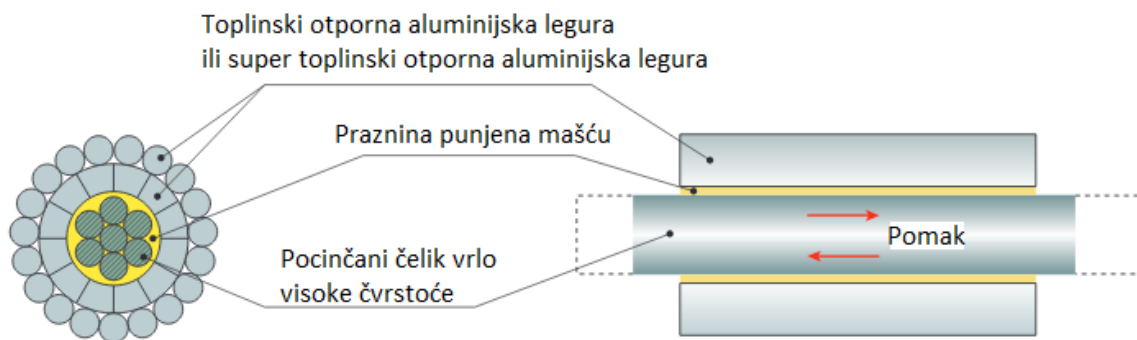 Toplinski otporna aluminijska legura
ili super toplinski otporna aluminijska legura
Praznina punjena mašću
Pocinčani čelik vrlo
visoke čvrstoće
Pomak